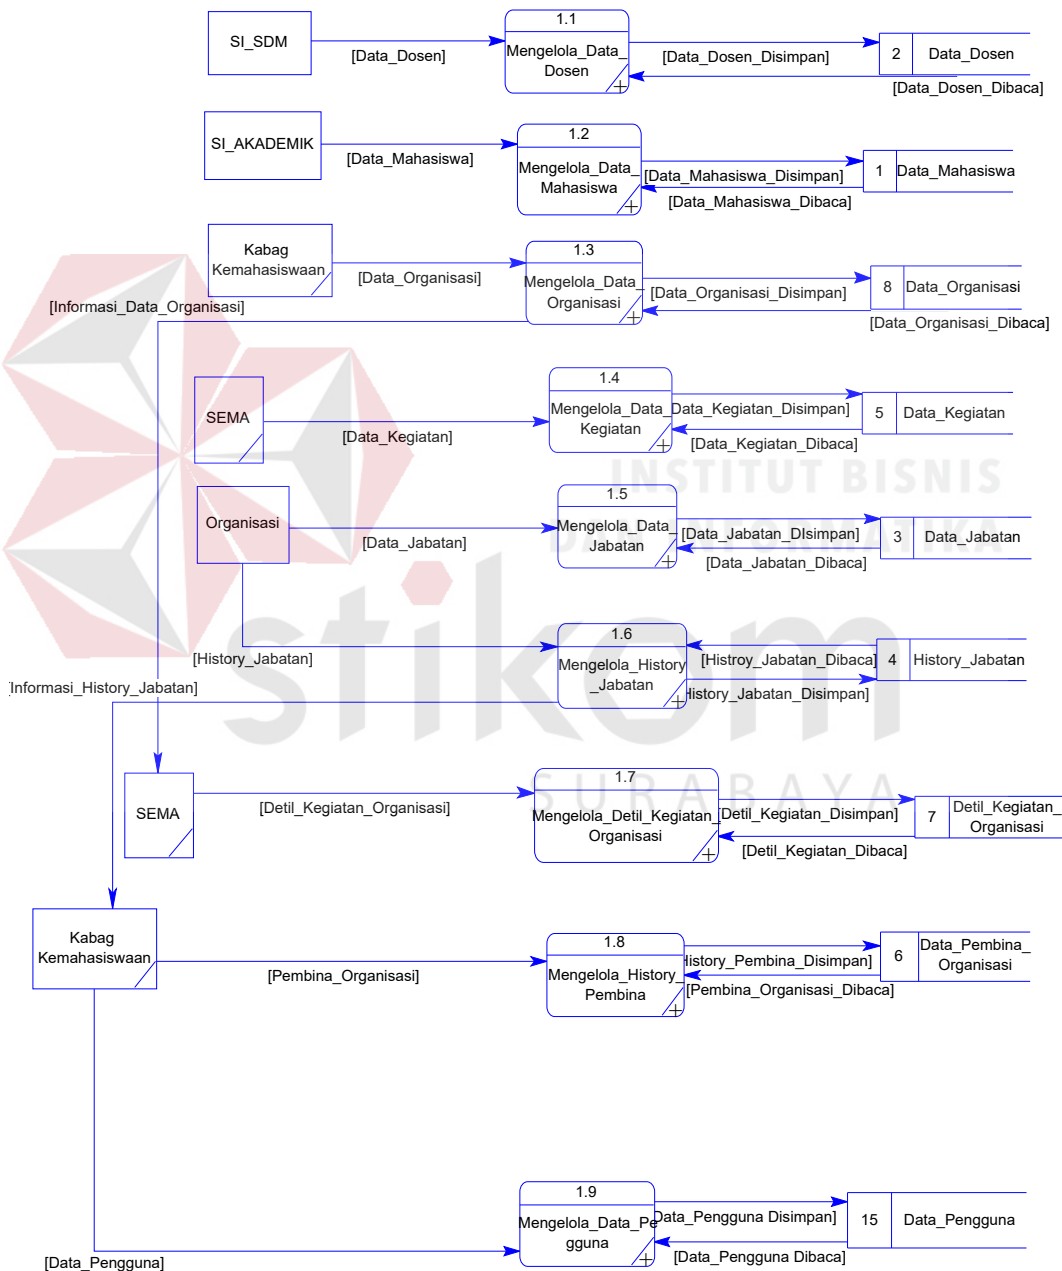 SI_SDM
[Data_Dosen]
1.1
Mengelola_Data_
Dosen
[Data_Dosen_Disimpan]
2
Data_Dosen
[Data_Dosen_Dibaca]
SI_AKADEMIK
[Data_Mahasiswa]
1.2
Mengelola_Data_
Mahasiswa
[Data_Mahasiswa_Disimpan]
[Data_Mahasiswa_Dibaca]
1
Data_Mahasiswa
Kabag
Kemahasiswaan
[Data_Organisasi]
1.3
Mengelola_Data_
Organisasi
[Data_Organisasi_Disimpan]
8
Data_Organisasi
[Data_Organisasi_Dibaca]
[Informasi_Data_Organisasi]
SEMA
[Data_Kegiatan]
1.4
Mengelola_Data_
Kegiatan
Data_Kegiatan_Disimpan]
[Data_Kegiatan_Dibaca]
5
Data_Kegiatan
INSTITUT BISNIS
DAN INFORMATIKA
Organisasi
[Data_Jabatan]
1.5
Mengelola_Data_
Jabatan
[Data_Jabatan_DIsimpan]
[Data_Jabatan_Dibaca]
3
Data_Jabatan
stikom
[History_Jabatan]
1.6
Mengelola_History
_Jabatan
[Histroy_Jabatan_Dibaca]
History_Jabatan_Disimpan]
4
History_Jabatan
[Informasi_History_Jabatan]
SURABAYA
SEMA
[Detil_Kegiatan_Organisasi]
1.7
Mengelola_Detil_Kegiatan_
Organisasi
[Detil_Kegiatan_Disimpan]
[Detil_Kegiatan_Dibaca]
7
Detil_Kegiatan_
Organisasi
Kabag
Kemahasiswaan
[Pembina_Organisasi]
1.8
Mengelola_History_
Pembina
History_Pembina_Disimpan]
[Pembina_Organisasi_Dibaca]
6
Data_Pembina_
Organisasi
[Data_Pengguna]
1.9
Mengelola_Data_Pe
gguna
Data_Pengguna Disimpan]
[Data_Pengguna Dibaca]
15
Data_Pengguna